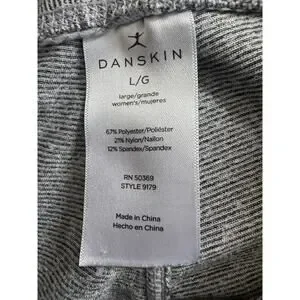 DANSKIN
L/G
large/grande
women's/mujeres
67% Polyester/Poliéster
21% Nylon/Nailon
12% Spandex/Spandex
RN 50369
STYLE 9179
Made in China
Hecho en China